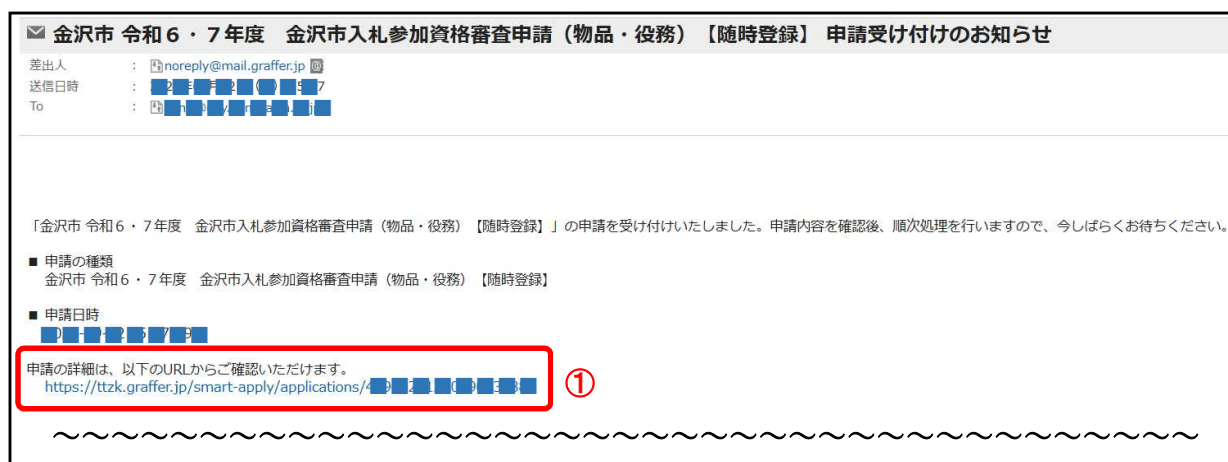 金沢市 令和６・７年度 金沢市入札参加資格審査申請（物品・役務）【随時登録】 申請受け付けのお知らせ
差出人 : noreply@mail.graffer.jp
送信日時 :
To :
「金沢市 令和６・７年度 金沢市入札参加資格審査申請（物品・役務）【随時登録】」の申請を受け付けいたしました。申請内容を確認後、順次処理を行いますので、今しばらくお待ちください。
■ 申請の種類
金沢市 令和６・７年度 金沢市入札参加資格審査申請（物品・役務）【随時登録】
■ 申請日時
申請の詳細は、以下のURLからご確認いただけます。
https://ttzk.graffer.jp/smart-apply/applications/
①